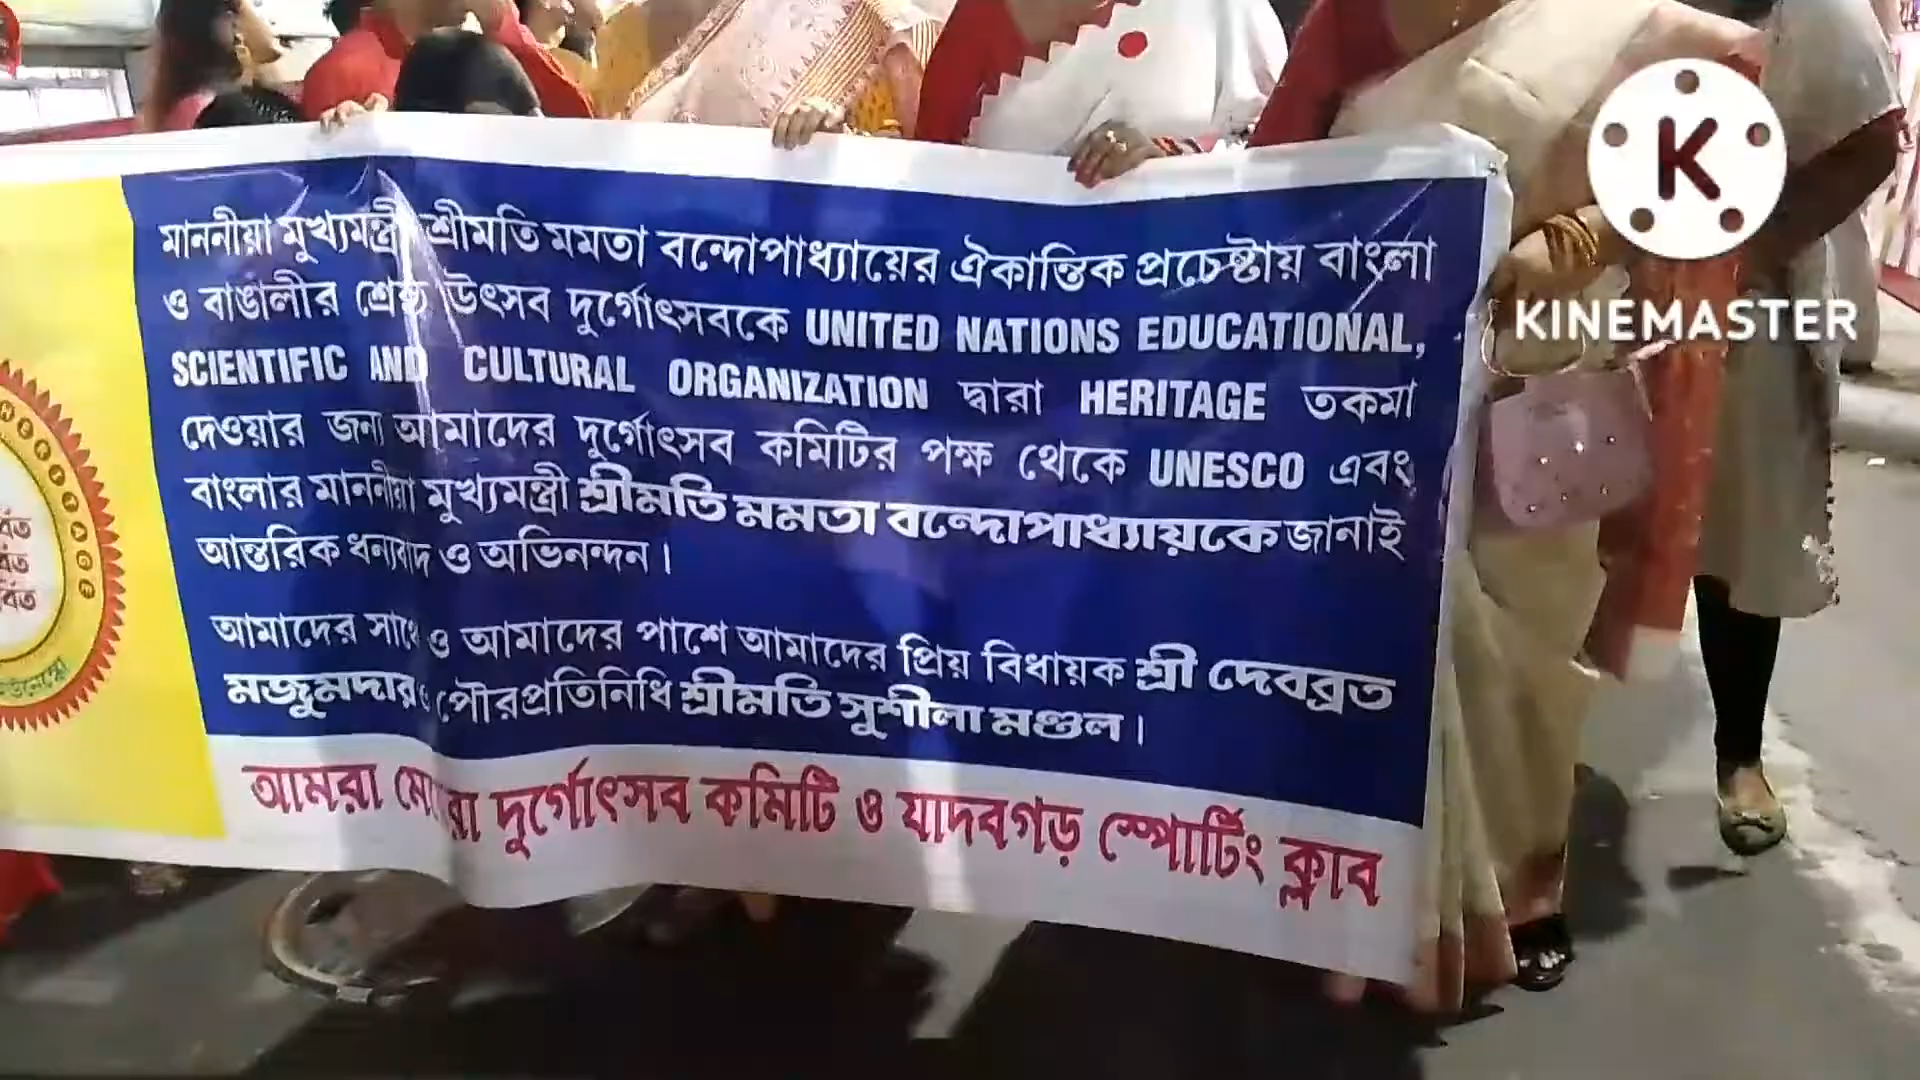 মাননীয়া মুখ্যমন্ত্রী শ্রীমতি মমতা বন্দোপাধ্যায়ের ঐকান্তিক প্রচেষ্টায় বাংলা
ও বাঙালীর শ্রেষ্ঠ উৎসব দুর্গোৎসবকে UNITED NATIONS EDUCATIONAL,
SCIENTIFIC AND CULTURAL ORGANIZATION দ্বারা HERITAGE তকমা
দেওয়ার জন্য আমাদের দুর্গোৎসব কমিটির পক্ষ থেকে UNESCO এবং
বাংলার মাননীয়া মুখ্যমন্ত্রী শ্রীমতি মমতা বন্দোপাধ্যায়কে জানাই
আন্তরিক ধন্যবাদ ও অভিনন্দন।
আমাদের সাথে ও আমাদের পাশে আমাদের প্রিয় বিধায়ক শ্রী দেবব্রত
মজুমদার ও পৌরপ্রতিনিধি শ্রীমতি সুশীলা মণ্ডল।
আমরা দুর্গোৎসব কমিটি ও যাদবগড় স্পোর্টিং ক্লাব
K
KINEMASTER